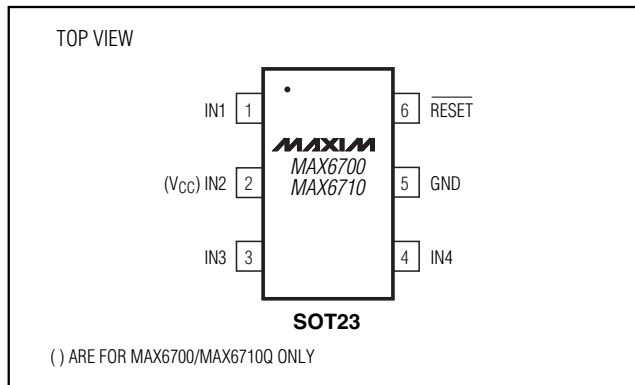 TOP VIEW
IN1 1
6 RESET
MAXIM
MAX6700
MAX6710
(VCC) IN2 2
5 GND
IN3 3
4 IN4
SOT23
( ) ARE FOR MAX6700/MAX6710Q ONLY